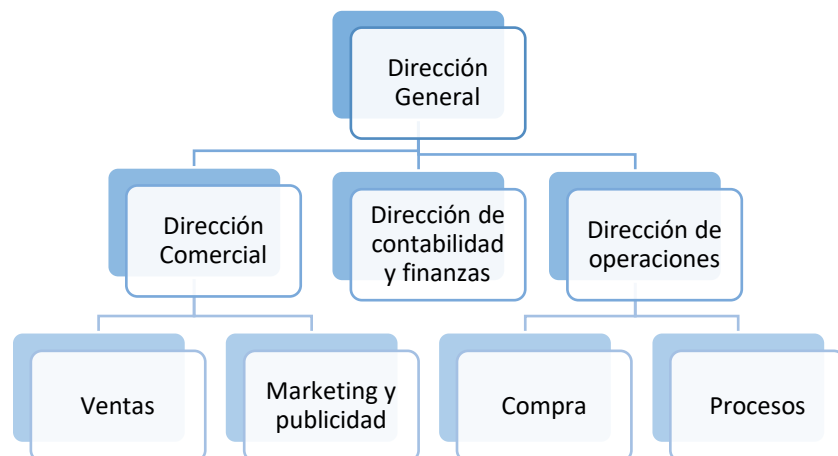 Dirección
General
Dirección
Comercial
Dirección de
contabilidad
y finanzas
Dirección de
operaciones
Ventas
Marketing y
publicidad
Compra
Procesos